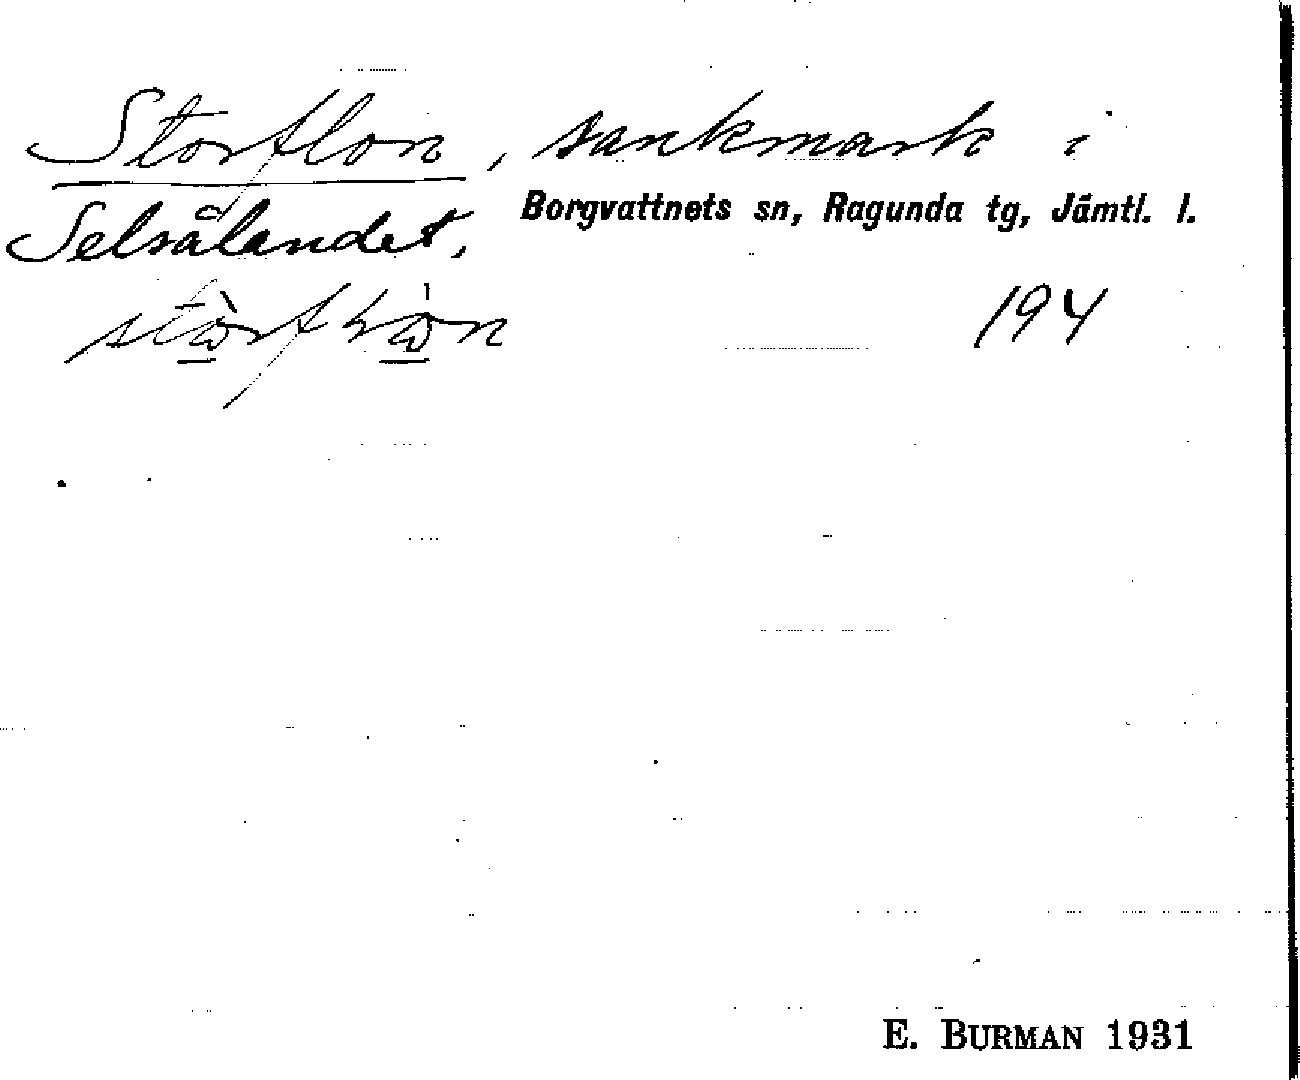 Storflon, sankmark i
Selsålandet, Borgvattnets sn, Ragunda tg, Jämtl. l.
194
E. BURMAN 1931